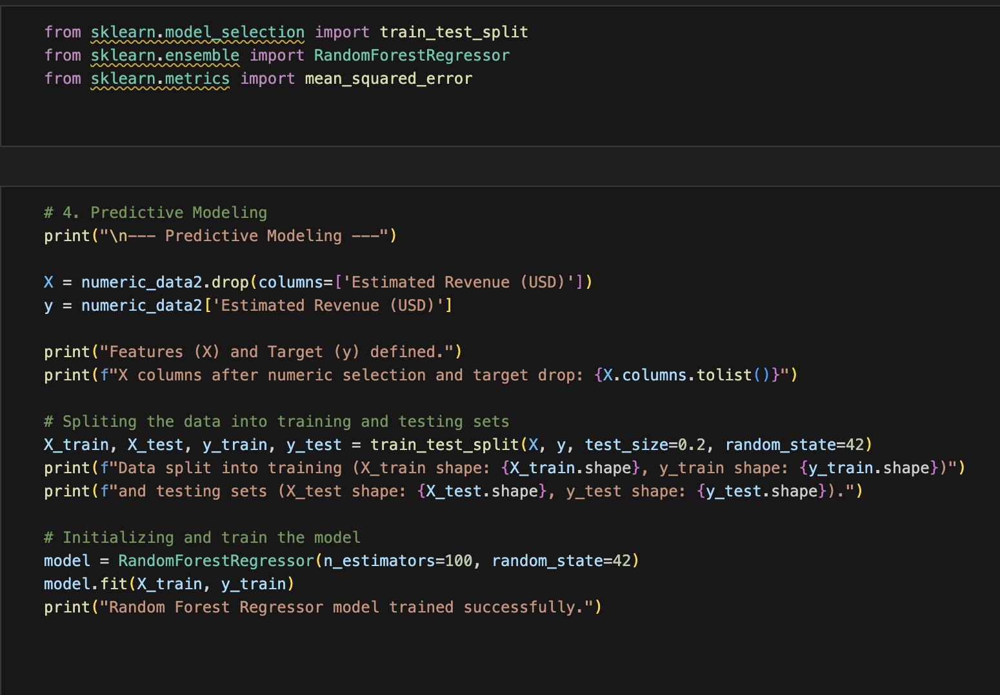 from sklearn.model_selection import train_test_split
from sklearn.ensemble import RandomForestRegressor
from sklearn.metrics import mean_squared_error
# 4. Predictive Modeling
print("\n--- Predictive Modeling ---")
X = numeric_data2.drop(columns=['Estimated Revenue (USD)'])
y = numeric_data2['Estimated Revenue (USD)']
print("Features (X) and Target (y) defined.")
print(f"X columns after numeric selection and target drop: {X.columns.tolist()}")
# Spliting the data into training and testing sets
X_train, X_test, y_train, y_test = train_test_split(X, y, test_size=0.2, random_state=42)
print(f"Data split into training (X_train shape: {X_train.shape}, y_train shape: {y_train.shape})")
print(f"and testing sets (X_test shape: {X_test.shape}, y_test shape: {y_test.shape}).")
# Initializing and train the model
model = RandomForestRegressor(n_estimators=100, random_state=42)
model.fit(X_train, y_train)
print("Random Forest Regressor model trained successfully.")